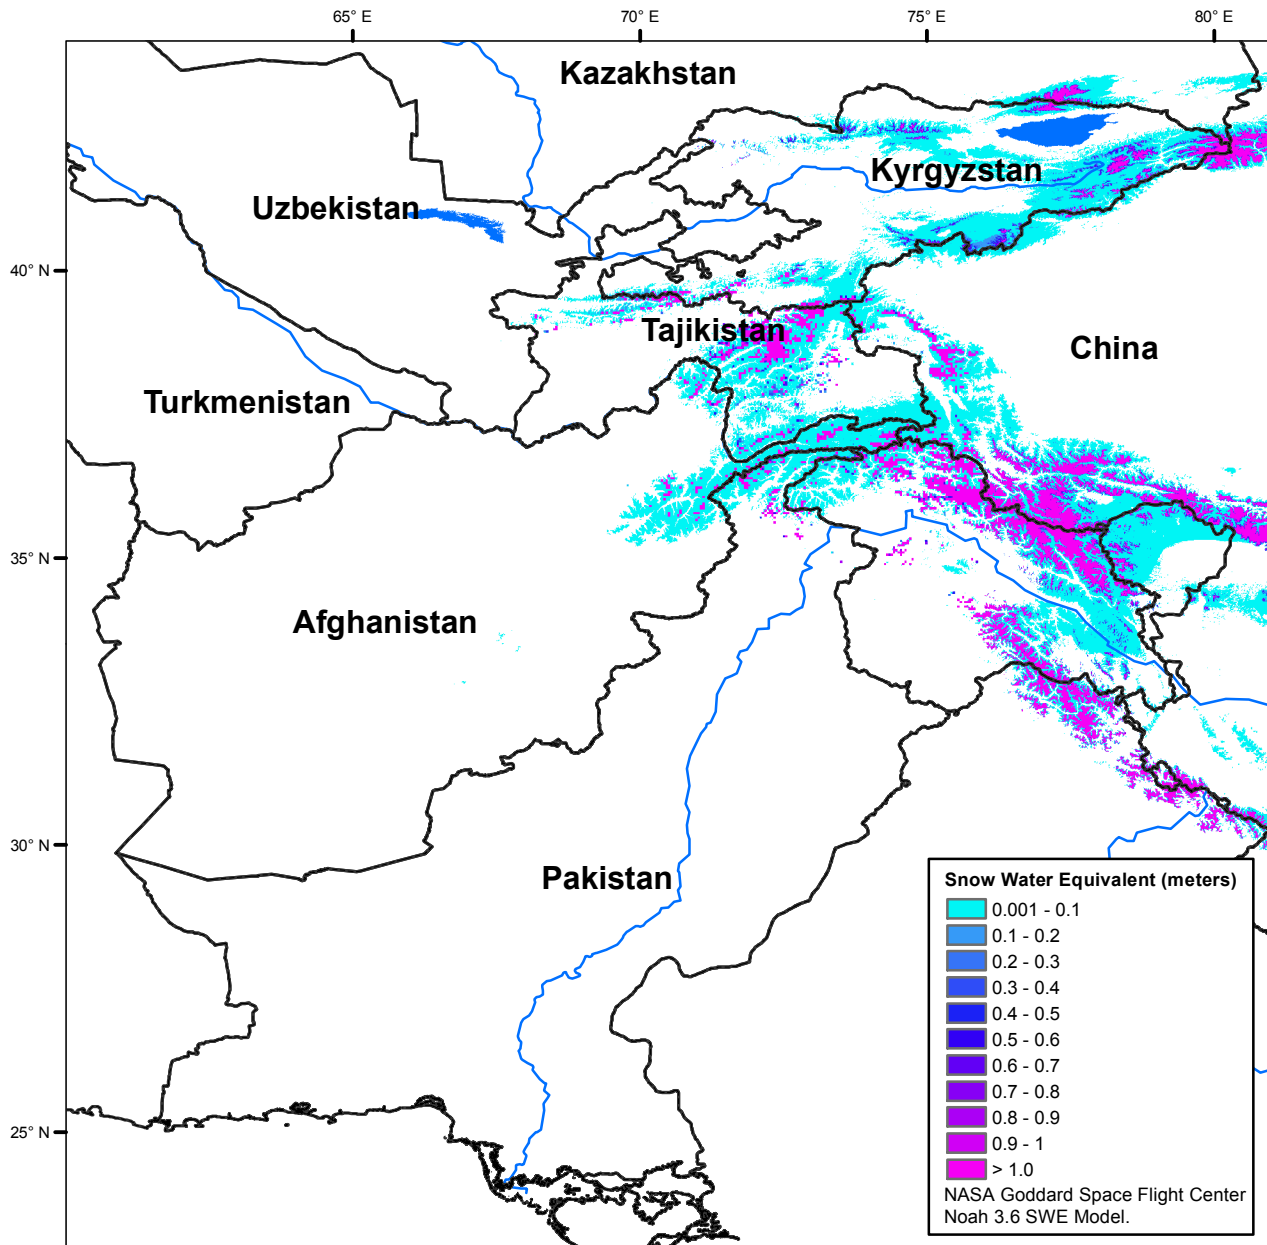 65° E
70° E
75° E
80° E
Kazakhstan
Kyrgyzstan
Uzbekistan
40° N
Tajikistan
China
Turkmenistan
35° N
Afghanistan
30° N
Pakistan
Snow Water Equivalent (meters)
0.001 - 0.1
0.1 - 0.2
0.2 - 0.3
0.3 - 0.4
0.4 - 0.5
0.5 - 0.6
0.6 - 0.7
0.7 - 0.8
0.8 - 0.9
0.9 - 1
> 1.0
25° N
NASA Goddard Space Flight Center
Noah 3.6 SWE Model.